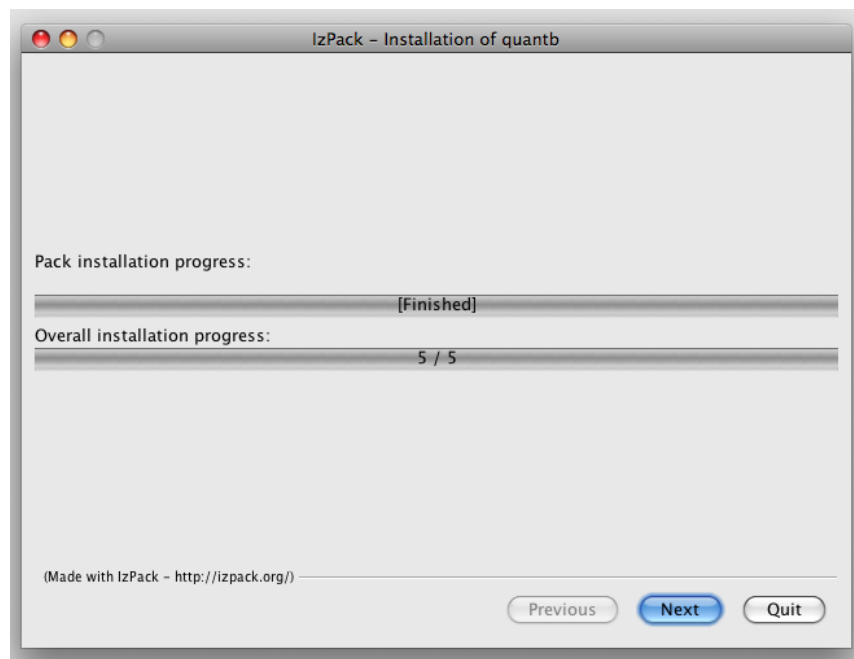 IzPack – Installation of quantb
Pack installation progress:
[Finished]
Overall installation progress:
5 / 5
(Made with IzPack – http://izpack.org/)
Previous Next Quit